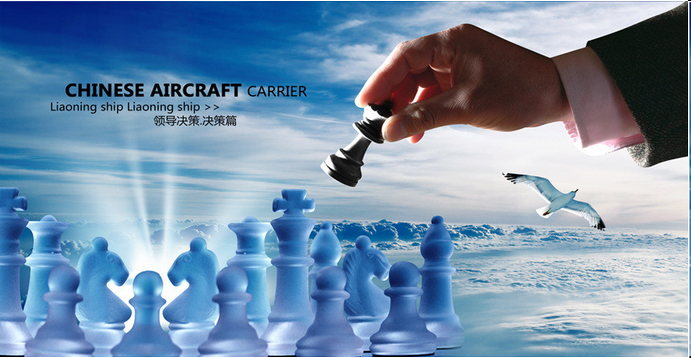 CHINESE AIRCRAFT CARRIER
Liaoning ship Liaoning ship >>
领导决策.决策篇